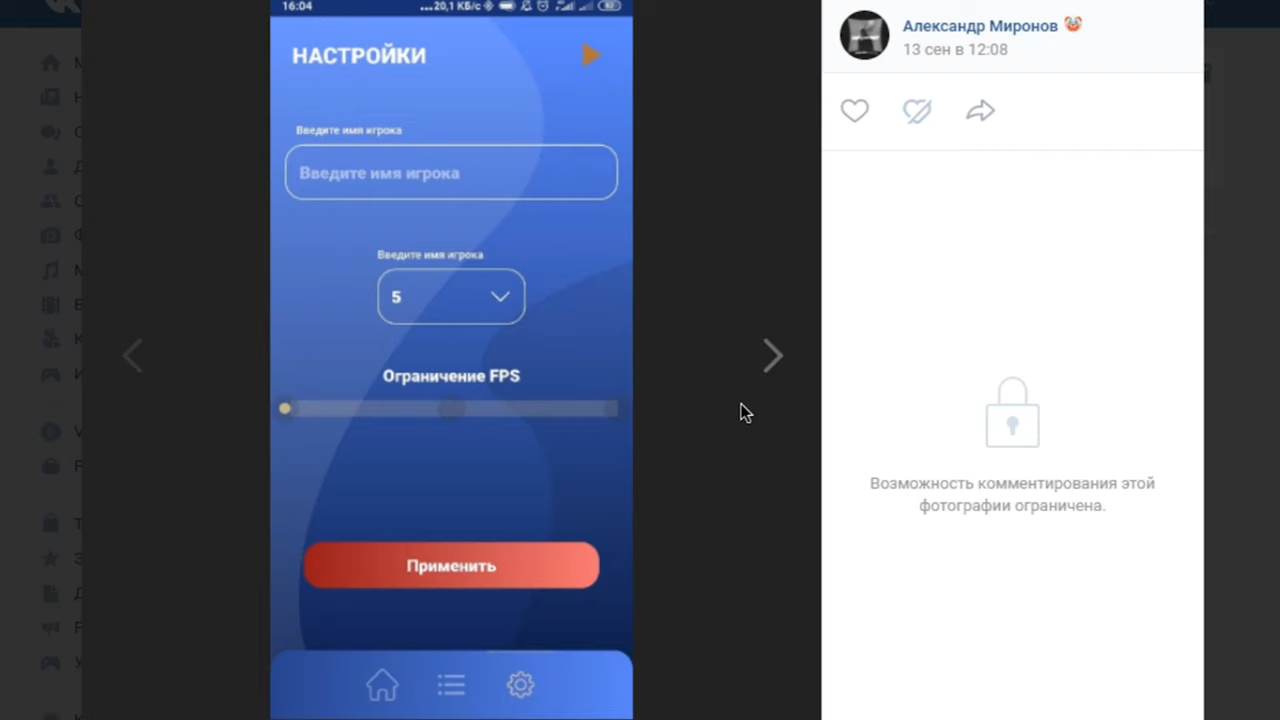 16:04
...20,1 КБ/с
82
НАСТРОЙКИ
Введите имя игрока
Введите имя игрока
Введите имя игрока
5
Ограничение FPS
Применить
Александр Миронов
13 сен в 12:08
Возможность комментирования этой
фотографии ограничена.